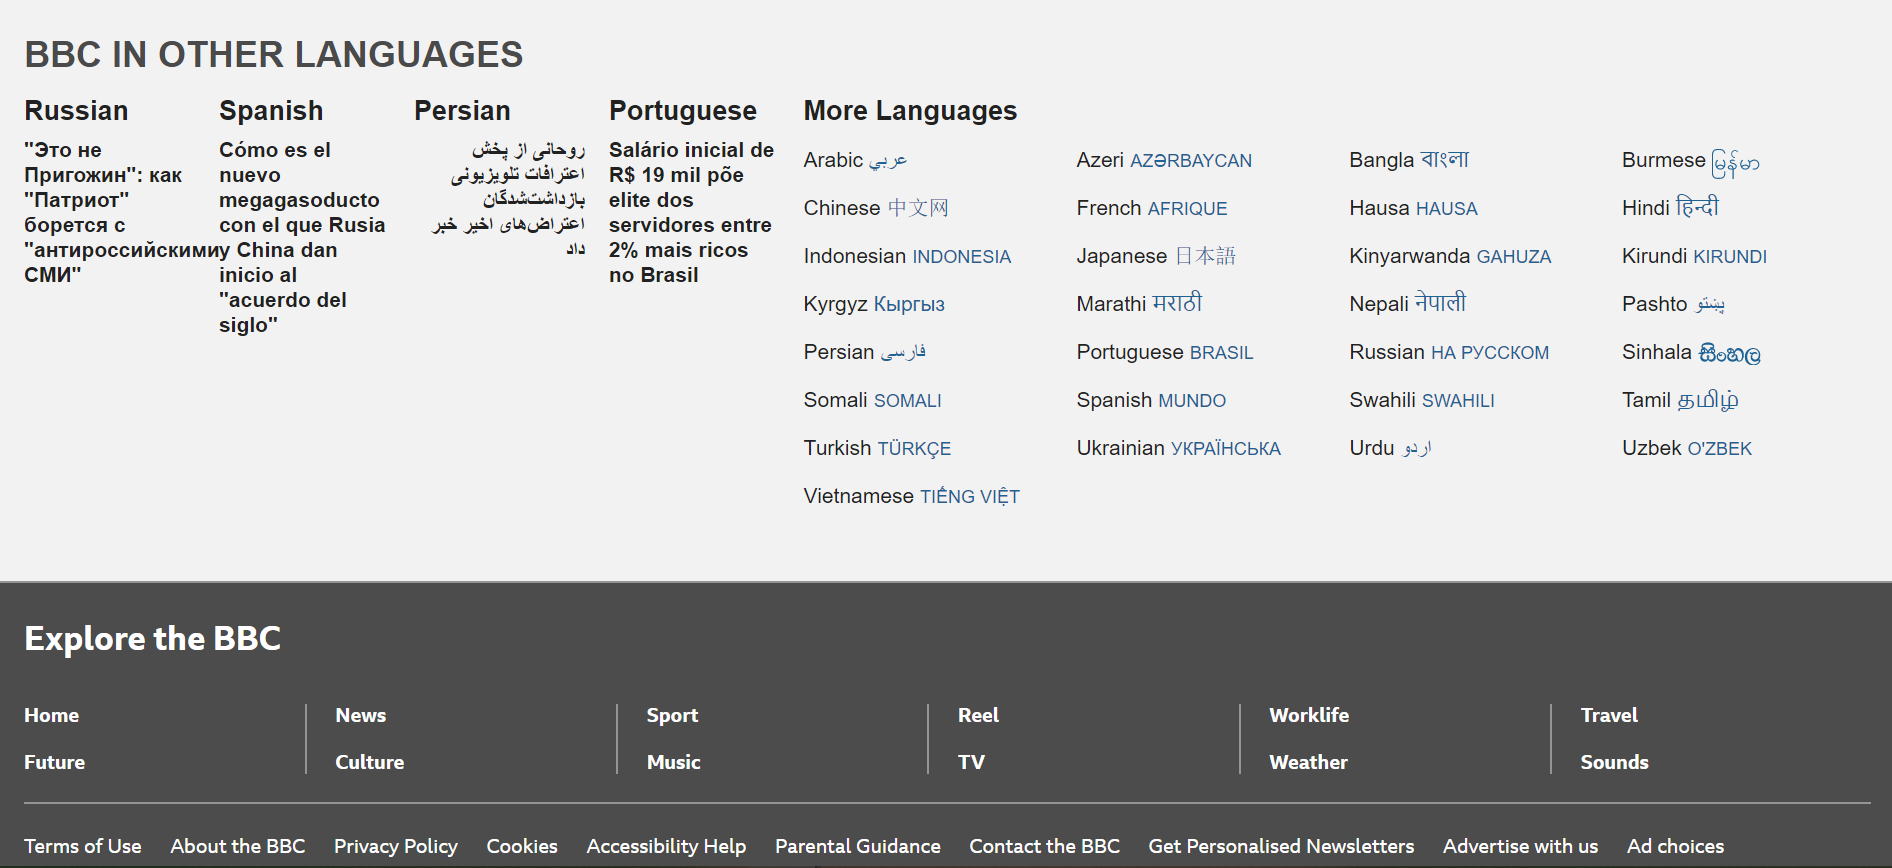 BBC IN OTHER LANGUAGES
Russian
"Это не
Пригожин": как
"Патриот"
борется с
"антироссийскими
СМИ"
Spanish
Cómo es el
nuevo
megagasoducto
con el que Rusia
y China dan
inicio al
"acuerdo del
siglo"
Persian
روحانی از پخش
اعترافات تلویزیونی
بازداشت‌شدگان
اعتراض‌های اخیر خبر
داد
Portuguese
Salário inicial de
R$ 19 mil põe
elite dos
servidores entre
2% mais ricos
no Brasil
More Languages
Arabic عربي Azeri AZƏRBAYCAN Bangla বাংলা Burmese မြန်မာ
Chinese 中文网 French AFRIQUE Hausa HAUSA Hindi हिन्दी
Indonesian INDONESIA Japanese 日本語 Kinyarwanda GAHUZA Kirundi KIRUNDI
Kyrgyz Кыргыз Marathi मराठी Nepali नेपाली Pashto پښتو
Persian فارسی Portuguese BRASIL Russian НА РУССКОМ Sinhala සිංහල
Somali SOMALI Spanish MUNDO Swahili SWAHILI Tamil தமிழ்
Turkish TÜRKÇE Ukrainian УКРАЇНСЬКA Urdu اردو Uzbek O'ZBEK
Vietnamese TIẾNG VIỆT
Explore the BBC
Home News Sport Reel Worklife Travel
Future Culture Music TV Weather Sounds
Terms of Use About the BBC Privacy Policy Cookies Accessibility Help Parental Guidance Contact the BBC Get Personalised Newsletters Advertise with us Ad choices